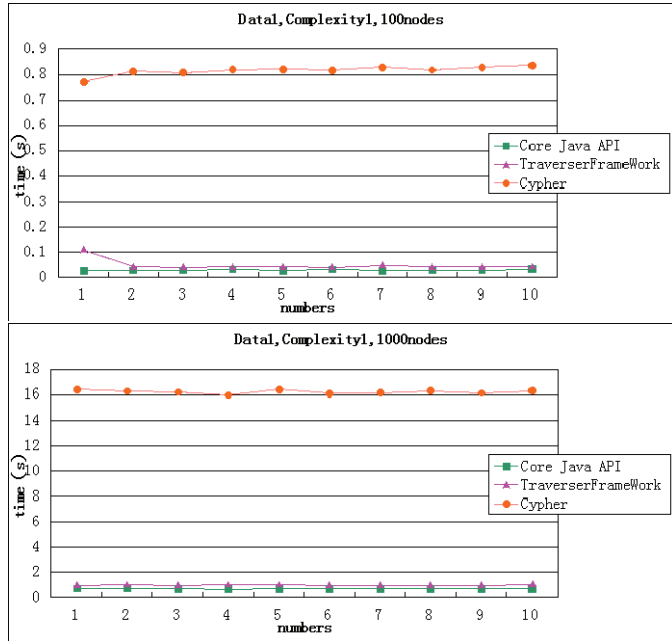 Data1,Complexity1,100nodes
0.9
0.8
0.7
0.6
0.5
0.4
0.3
0.2
0.1
0
time(s)
1 2 3 4 5 6 7 8 9 10
numbers
Core Java API
TraverserFrameWork
Cypher
Data1,Complexity1,1000nodes
18
16
14
12
10
8
6
4
2
0
time(s)
1 2 3 4 5 6 7 8 9 10
numbers
Core Java API
TraverserFrameWork
Cypher